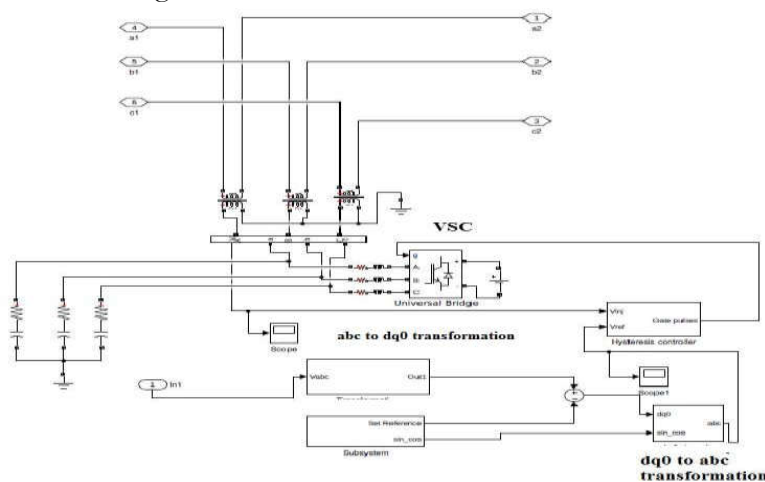 4
a1
5
b1
6
c1
1
a2
2
b2
3
c2
VSC
g
A
B
C
+
-
Universal Bridge
Scope
abc to dq0 transformation
Vinj
Vref
Gate pulses
Hysteresis controller
Scope1
1
In1
Vabc
Out1
Set Reference
sin_cos
Subsystem
dq0
sin_cos
abc
dq0 to abc
transformation